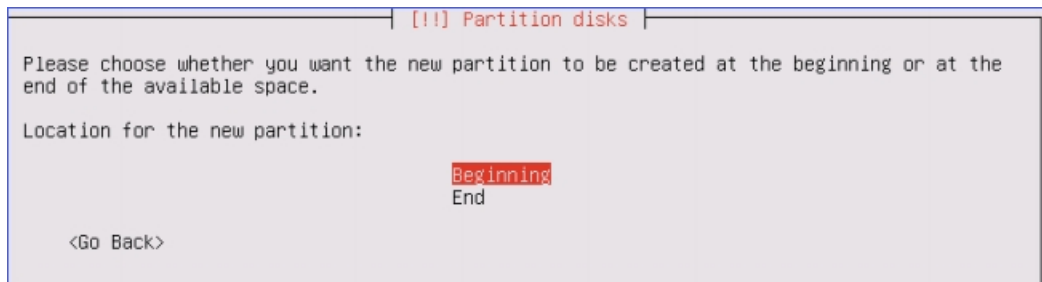 [!!] Partition disks
Please choose whether you want the new partition to be created at the beginning or at the
end of the available space.
Location for the new partition:
Beginning
End
<Go Back>